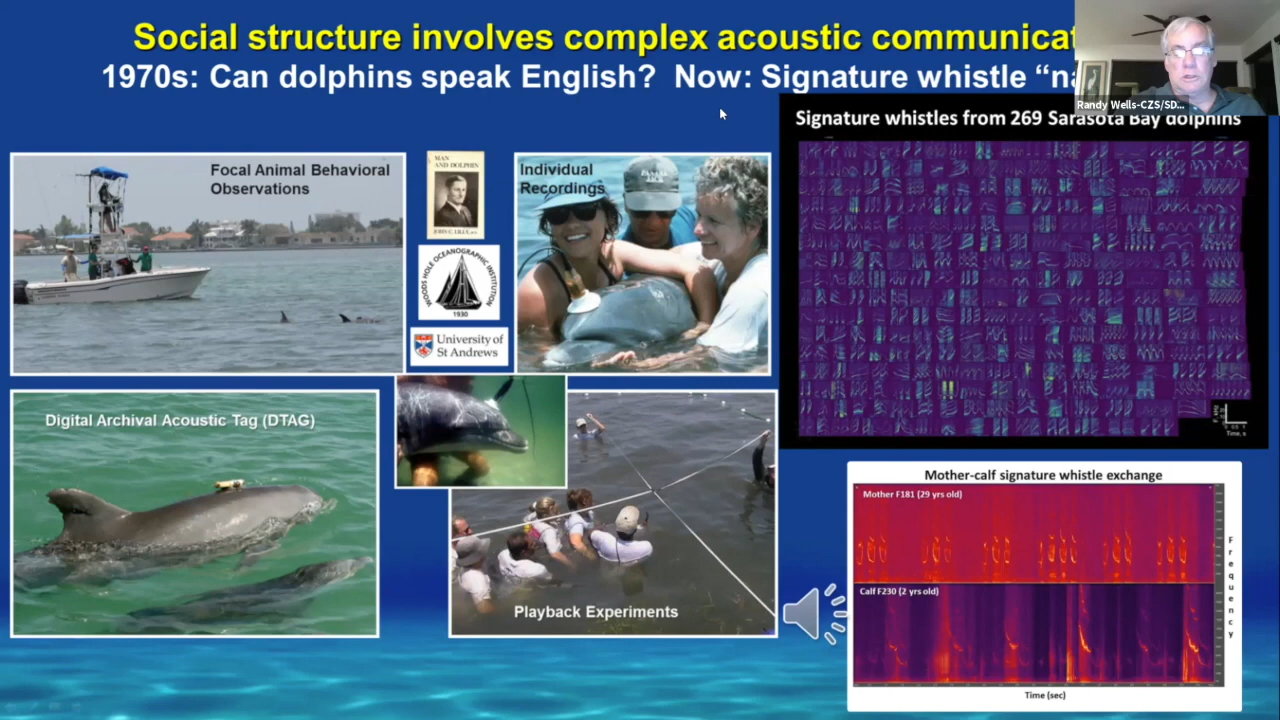 Social structure involves complex acoustic communicat
1970s: Can dolphins speak English? Now: Signature whistle “na
Randy Wells-CZS/SD...
Signature whistles from 269 Sarasota Bay dolphins
Focal Animal Behavioral
Observations
MAN
AND DOLPHIN
JOHN C. LILLY,
Individual
Recordings
WOODS HOLE OCEANOGRAPHIC INSTITUTION
1930
University of
St Andrews
Time, s
Digital Archival Acoustic Tag (DTAG)
Playback Experiments
Mother-calf signature whistle exchange
Mother F181 (29 yrs old)
Calf F230 (2 yrs old)
Frequency
Time (sec)